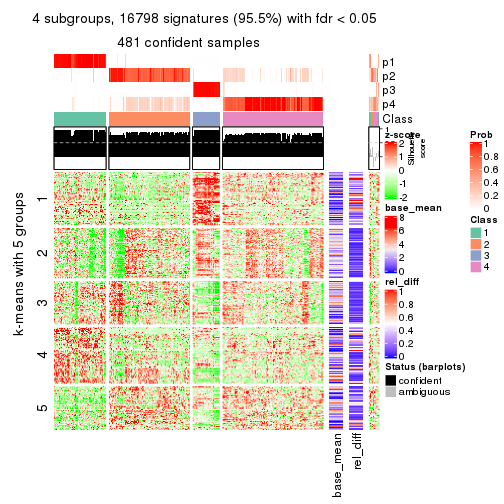 4 subgroups, 16798 signatures (95.5%) with fdr < 0.05
481 confident samples
p1
p2
p3
p4
Class
1
Silhouette
score
k-means with 5 groups
1
2
3
4
5
base_mean
rel_diff
z-score
2
1
0
-1
-2
base_mean
8
6
4
2
0
rel_diff
1
0.8
0.6
0.4
0.2
0
Status (barplots)
confident
ambiguous
Prob
1
0.8
0.6
0.4
0.2
0
Class
1
2
3
4